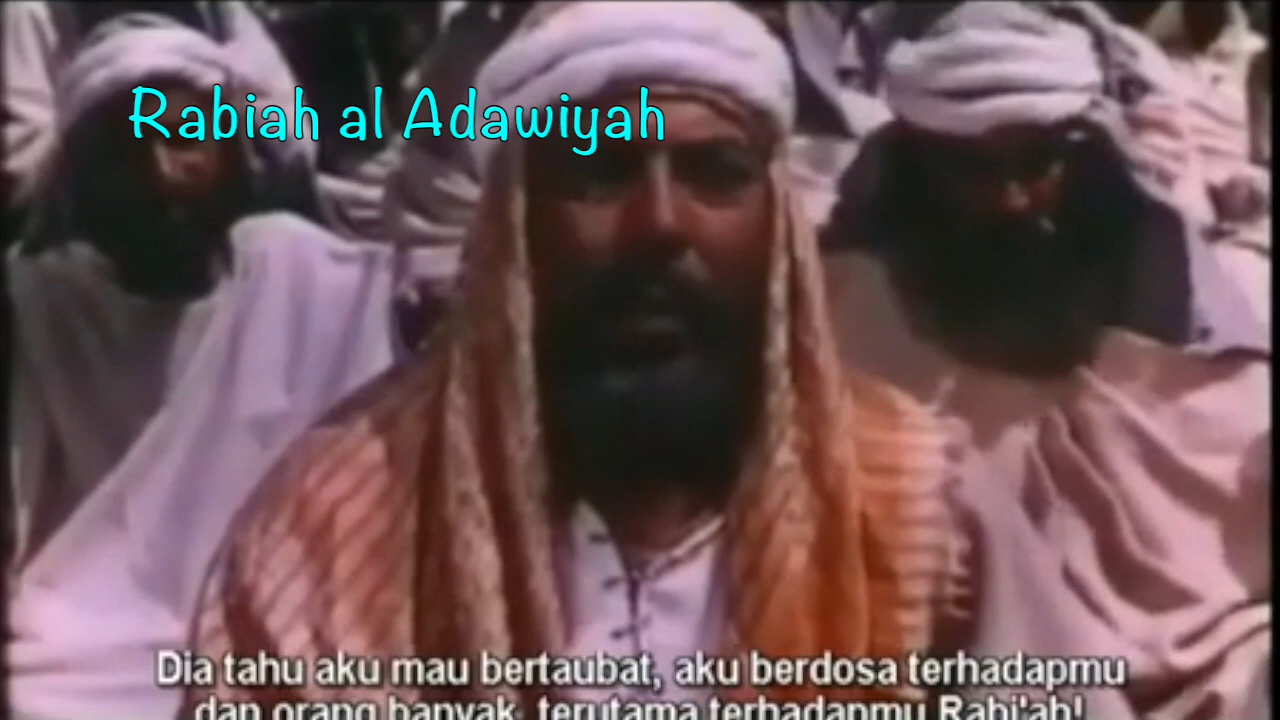 Rabiah al Adawiyah
Dia tahu aku mau bertaubat, aku berdosa terhadapmu
dan orang banyak, terutama terhadapmu Rabi'ah!